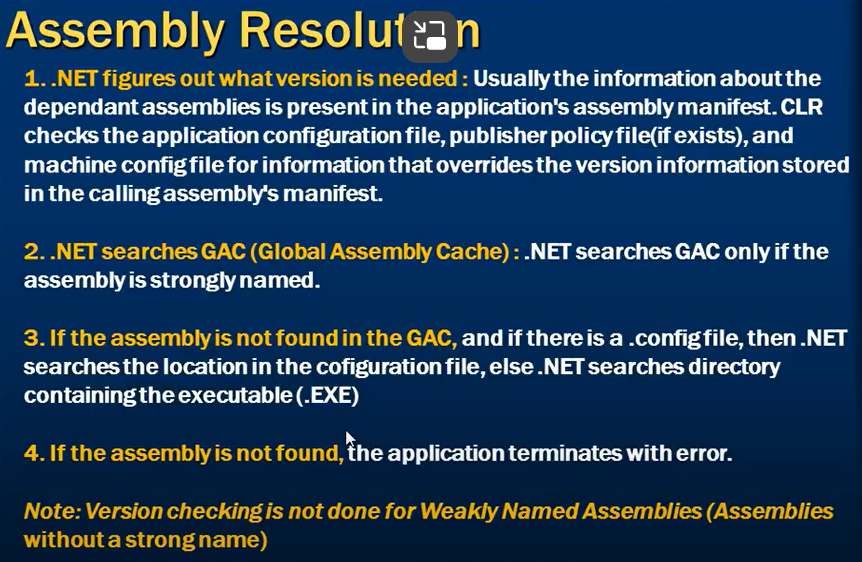 Assembly Resolut n
1. .NET figures out what version is needed : Usually the information about the
dependant assemblies is present in the application's assembly manifest. CLR
checks the application configuration file, publisher policy file(if exists), and
machine config file for information that overrides the version information stored
in the calling assembly's manifest.
2. .NET searches GAC (Global Assembly Cache) : .NET searches GAC only if the
assembly is strongly named.
3. If the assembly is not found in the GAC, and if there is a .config file, then .NET
searches the location in the cofiguration file, else .NET searches directory
containing the executable (.EXE)
4. If the assembly is not found, the application terminates with error.
Note: Version checking is not done for Weakly Named Assemblies (Assemblies
without a strong name)